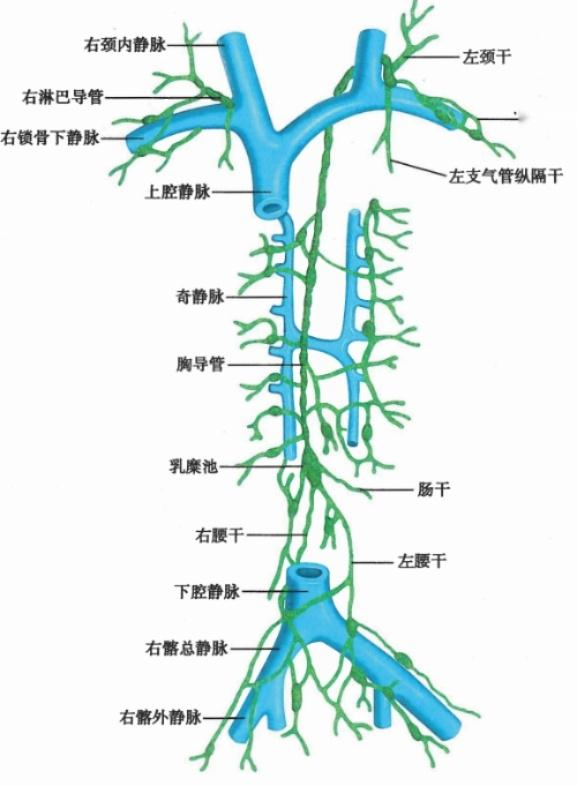 右颈内静脉
左颈干
右淋巴导管
右锁骨下静脉
左支气管纵隔干
上腔静脉
奇静脉
胸导管
乳糜池
肠干
右腰干
左腰干
下腔静脉
右髂总静脉
右髂外静脉